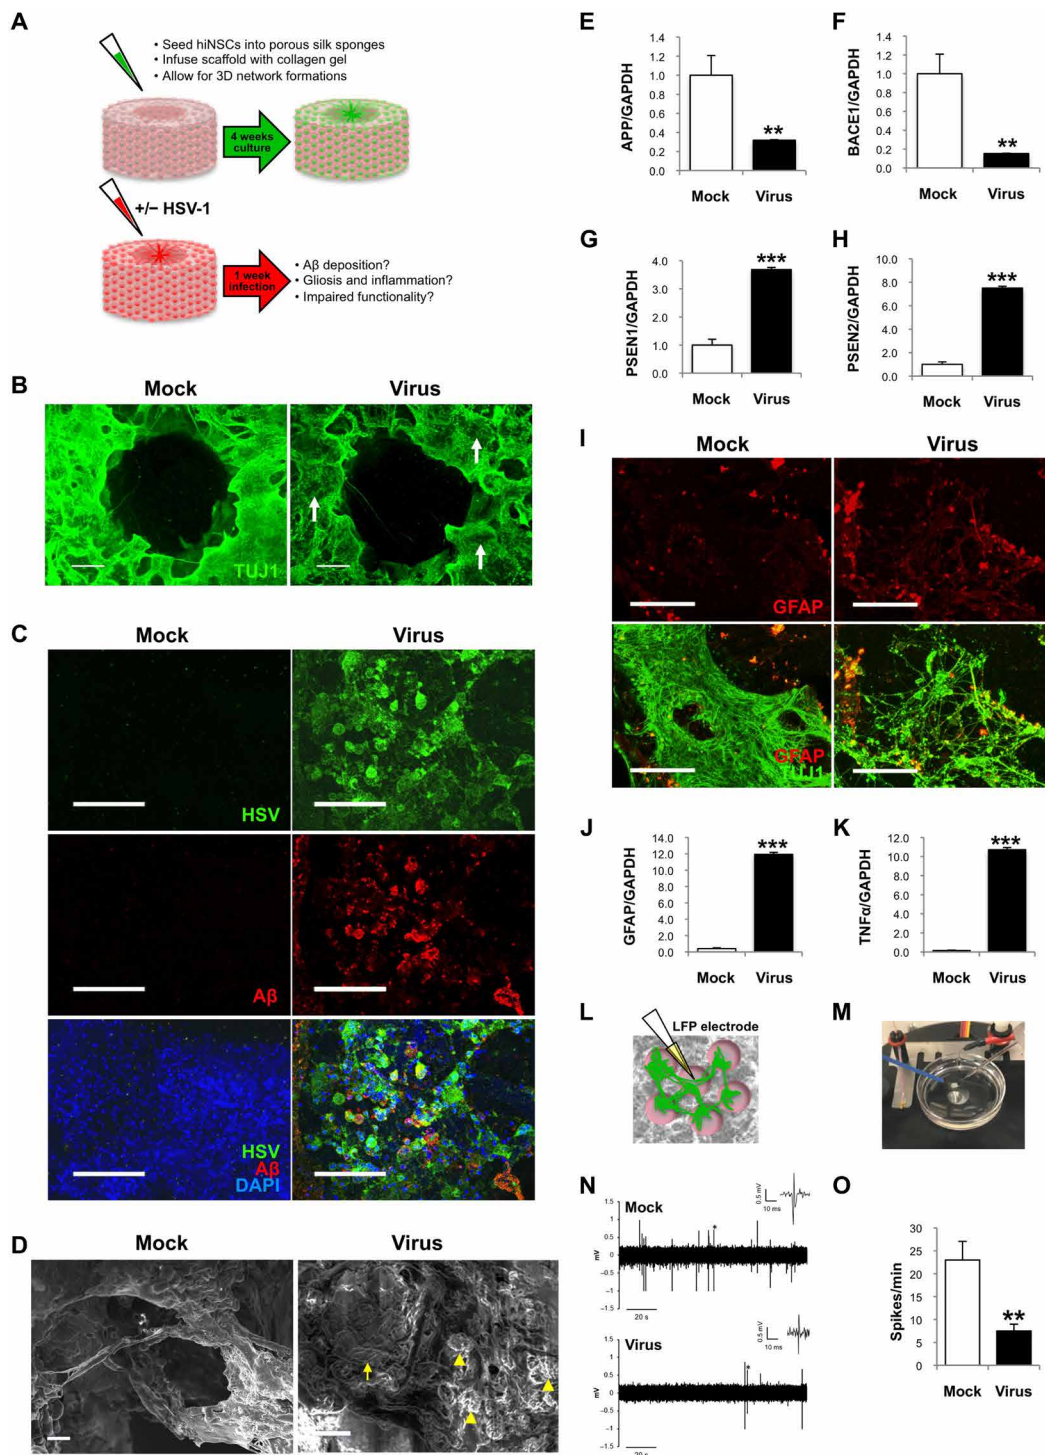 A
• Seed hiNSCs into porous silk sponges
• Infuse scaffold with collagen gel
• Allow for 3D network formations
4 weeks
culture
+/− HSV-1
1 week
infection
• Aβ deposition?
• Gliosis and inflammation?
• Impaired functionality?
B
Mock
Virus
TUJ1
C
Mock
Virus
HSV
Aβ
HSV
Aβ
DAPI
D
Mock
Virus
E
APP/GAPDH
1.4
1.2
1.0
0.8
0.6
0.4
0.2
0.0
**
Mock
Virus
F
BACE1/GAPDH
1.4
1.2
1.0
0.8
0.6
0.4
0.2
0.0
**
Mock
Virus
G
PSEN1/GAPDH
4.0
3.0
2.0
1.0
0.0
***
Mock
Virus
H
PSEN2/GAPDH
10.0
8.0
6.0
4.0
2.0
0.0
***
Mock
Virus
I
Mock
Virus
GFAP
GFAP
TUJ1
J
GFAP/GAPDH
14.0
12.0
10.0
8.0
6.0
4.0
2.0
0.0
***
Mock
Virus
K
TNFα/GAPDH
12.0
10.0
8.0
6.0
4.0
2.0
0.0
***
Mock
Virus
L
LFP electrode
M
N
Mock
mV
1.5
1
0.5
0
−0.5
−1
−1.5
*
0.5 mV
10 ms
20 s
Virus
mV
1.5
1
0.5
0
−0.5
−1
−1.5
*
0.5 mV
10 ms
20 s
O
Spikes/min
30
25
20
15
10
5
0
**
Mock
Virus